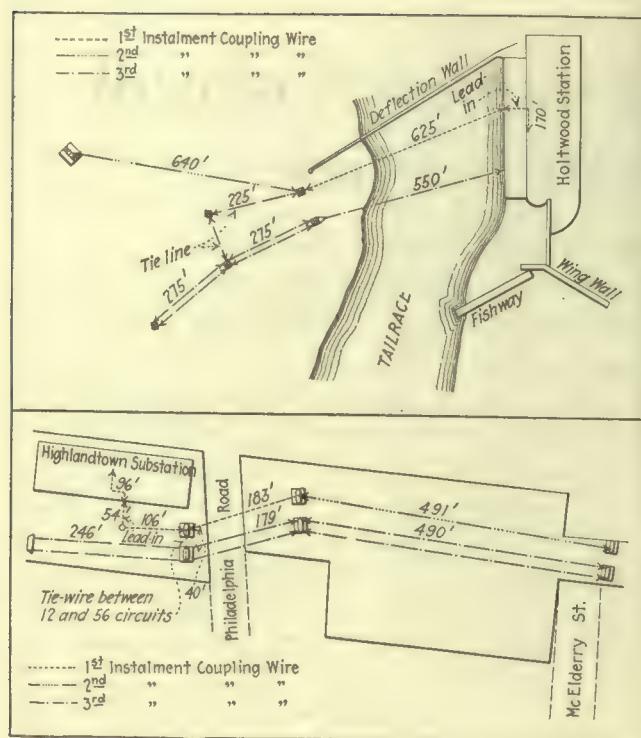 1st Instalment Coupling Wire
2nd " " "
3rd " " "
Deflection Wall
Lead-
in
170'
Holtwood Station
625'
640'
550'
225'
275'
Tie line
275'
TAILRACE
Fishway
Wing Wall
Highlandtown Substation
96'
54'
106'
Lead-in
246'
40'
Tie-wire between
12 and 56 circuits
Philadelphia Road
183'
179'
491'
490'
Mc Elderry St.
1st Instalment Coupling Wire
2nd " " "
3rd " " "